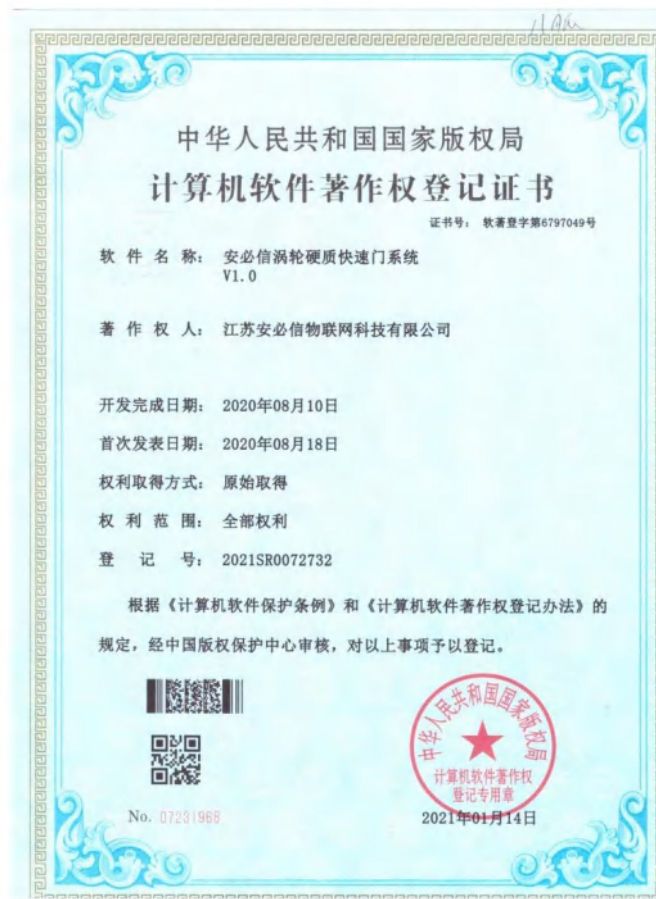 中华人民共和国国家版权局
计算机软件著作权登记证书
证书号： 软著登字第6797049号
软 件 名 称： 安必信涡轮硬质快速门系统
V1.0
著 作 权 人： 江苏安必信物联网科技有限公司
开发完成日期： 2020年08月10日
首次发表日期： 2020年08月18日
权利取得方式： 原始取得
权 利 范 围： 全部权利
登 记 号： 2021SR0072732
根据《计算机软件保护条例》和《计算机软件著作权登记办法》的
规定，经中国版权保护中心审核，对以上事项予以登记。
中华人民共和国国家版权局
计算机软件著作权
登记专用章
No. 07231968
2021年01月14日